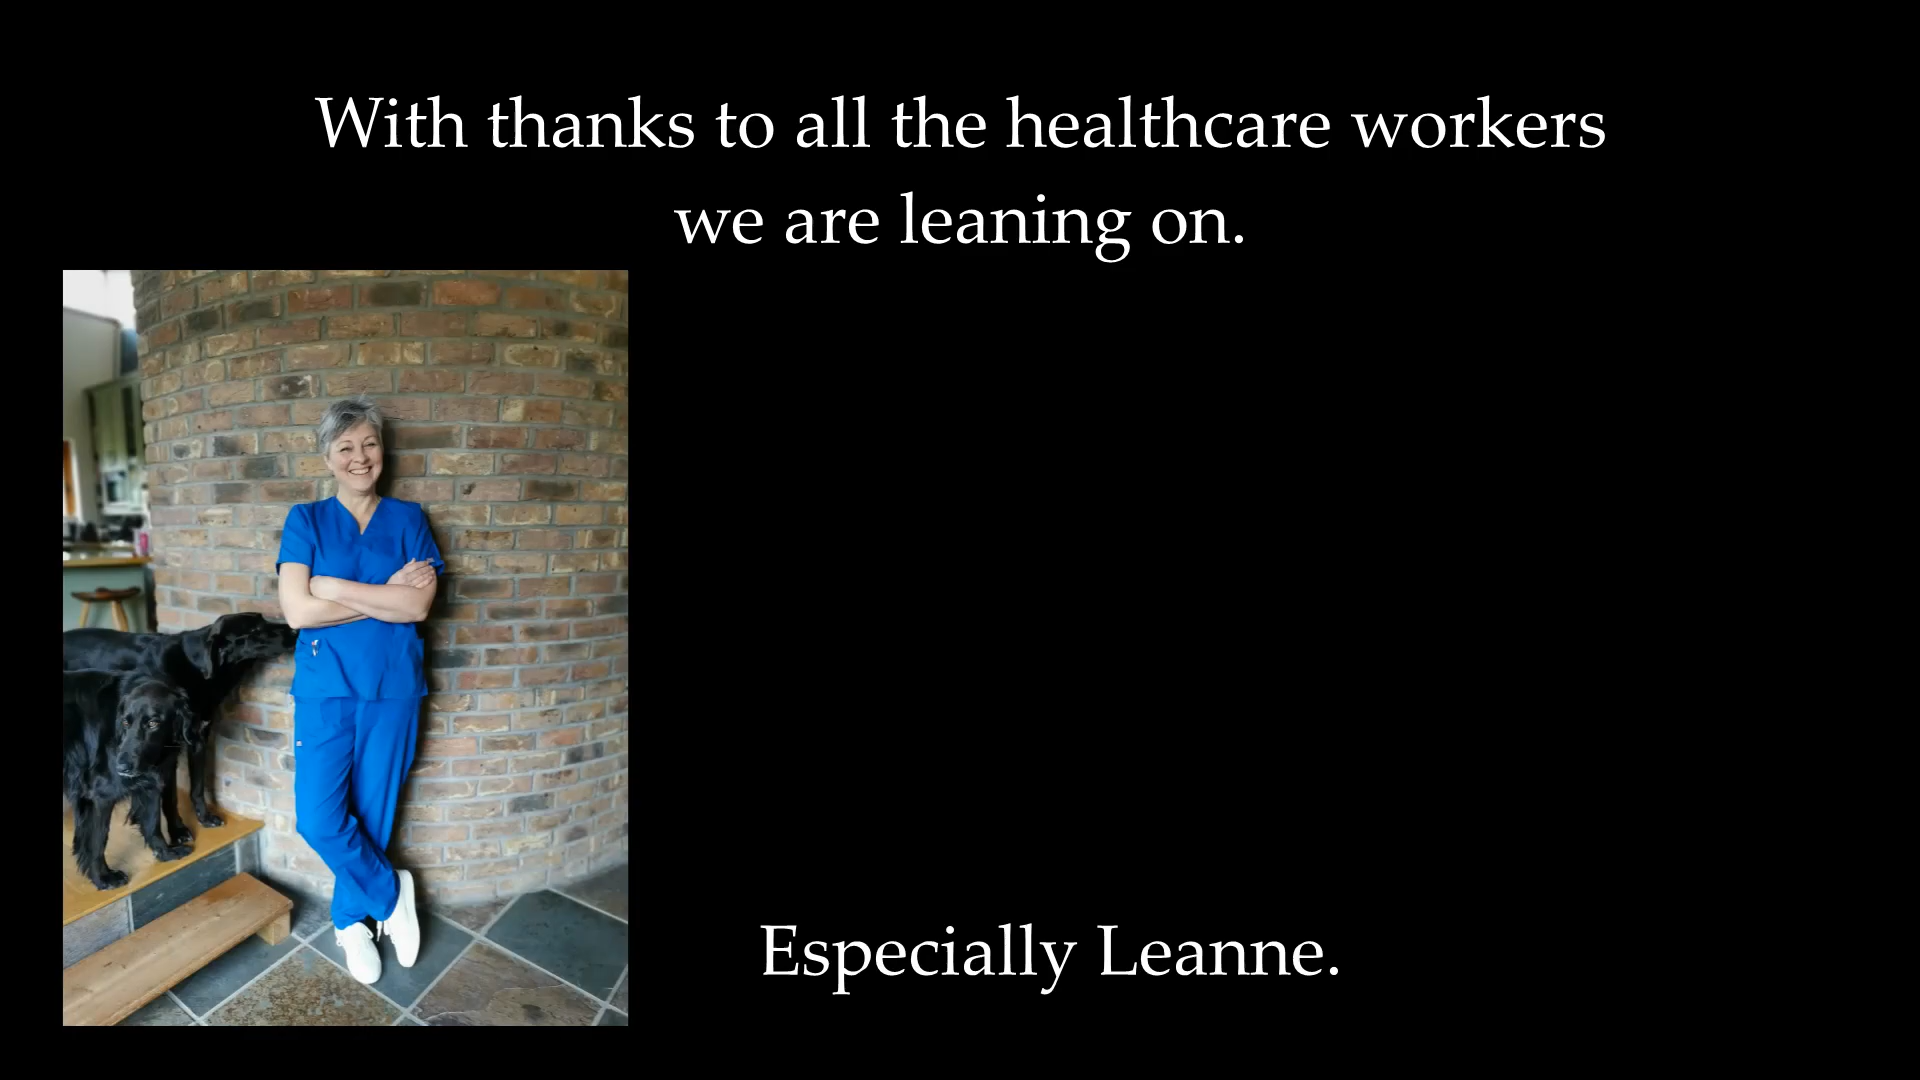 With thanks to all the healthcare workers
we are leaning on.
Especially Leanne.